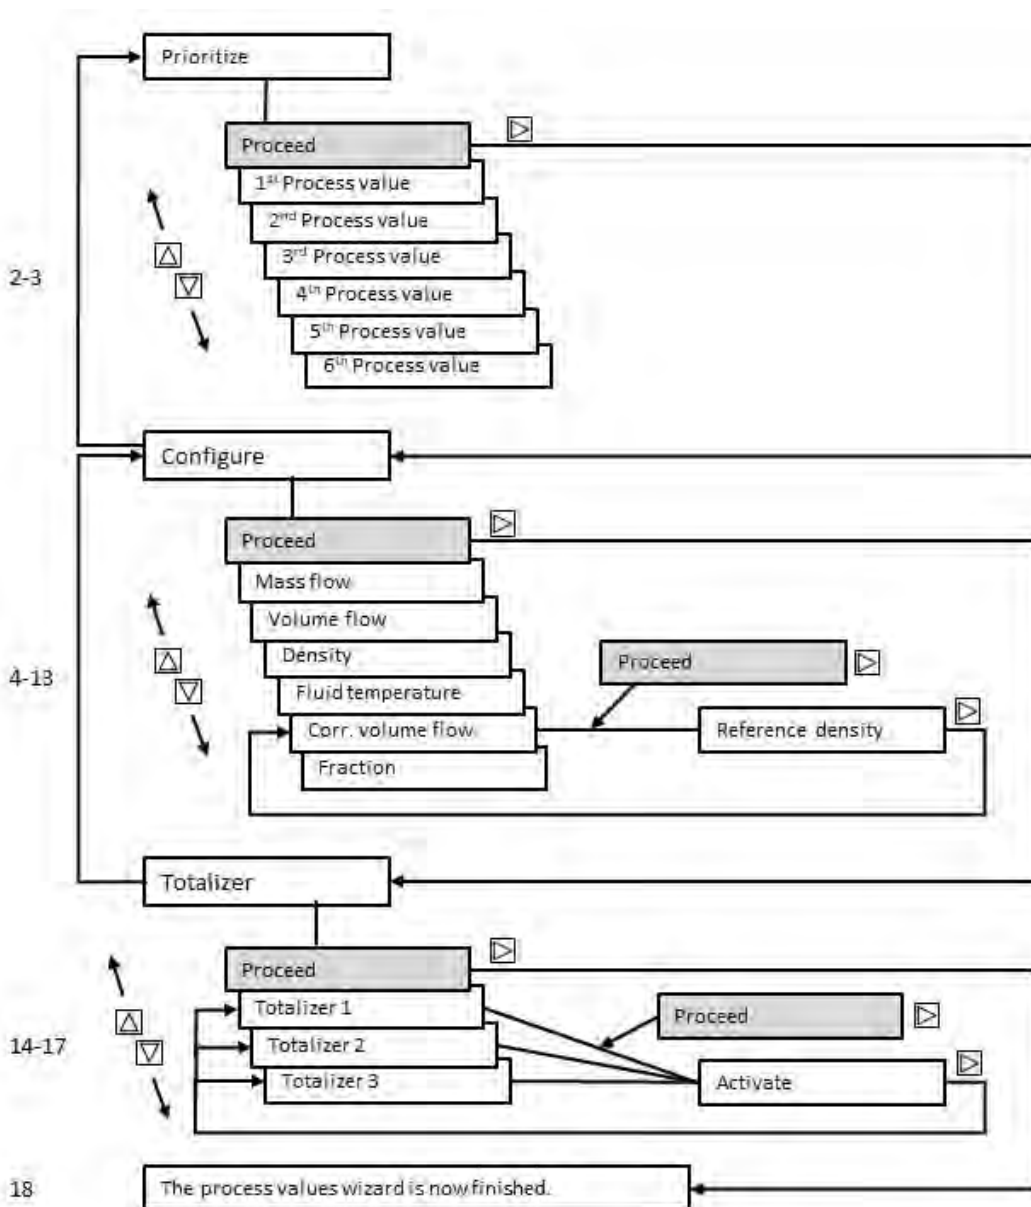 Prioritize
Proceed
1st Process value
2nd Process value
3rd Process value
2-3
4th Process value
5th Process value
6th Process value
Configure
Proceed
Mass flow
Volume flow
Density
Proceed
4-13
Fluid temperature
Corr. volume flow
Reference density
Fraction
Totalizer
Proceed
Totalizer 1
Proceed
Totalizer 2
14-17
Totalizer 3
Activate
18
The process values wizard is now finished.